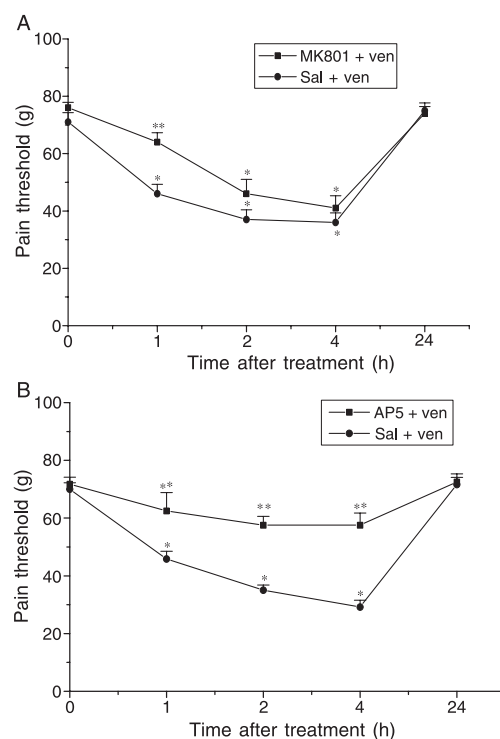 A
100
80
60
40
20
0
Pain threshold (g)
MK801 + ven
Sal + ven
**
*
*
*
*
*
0 1 2 4 24
Time after treatment (h)
B
100
80
60
40
20
0
Pain threshold (g)
AP5 + ven
Sal + ven
** ** **
* * *
0 1 2 4 24
Time after treatment (h)